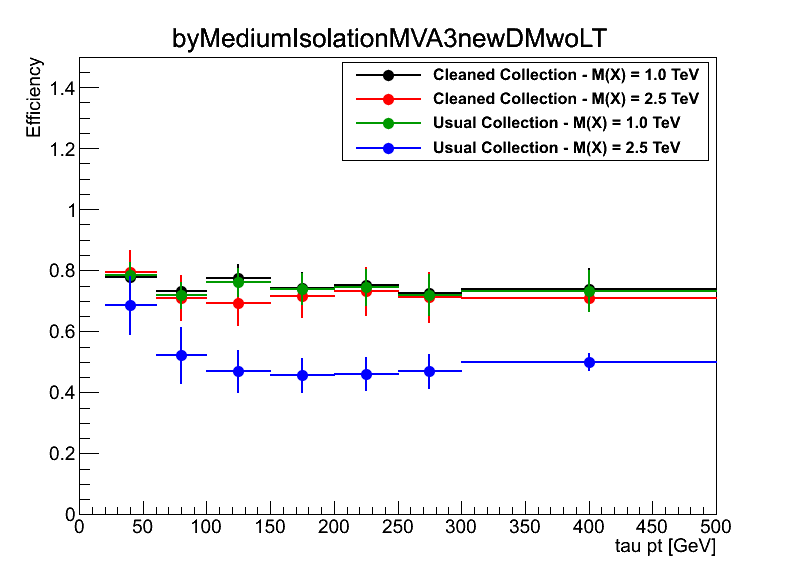 byMediumIsolationMVA3newDMwoLT
Efficiency
Cleaned Collection - M(X) = 1.0 TeV
Cleaned Collection - M(X) = 2.5 TeV
Usual Collection - M(X) = 1.0 TeV
Usual Collection - M(X) = 2.5 TeV
1.4
1.2
1
0.8
0.6
0.4
0.2
0
0 50 100 150 200 250 300 350 400 450 500
tau pt [GeV]